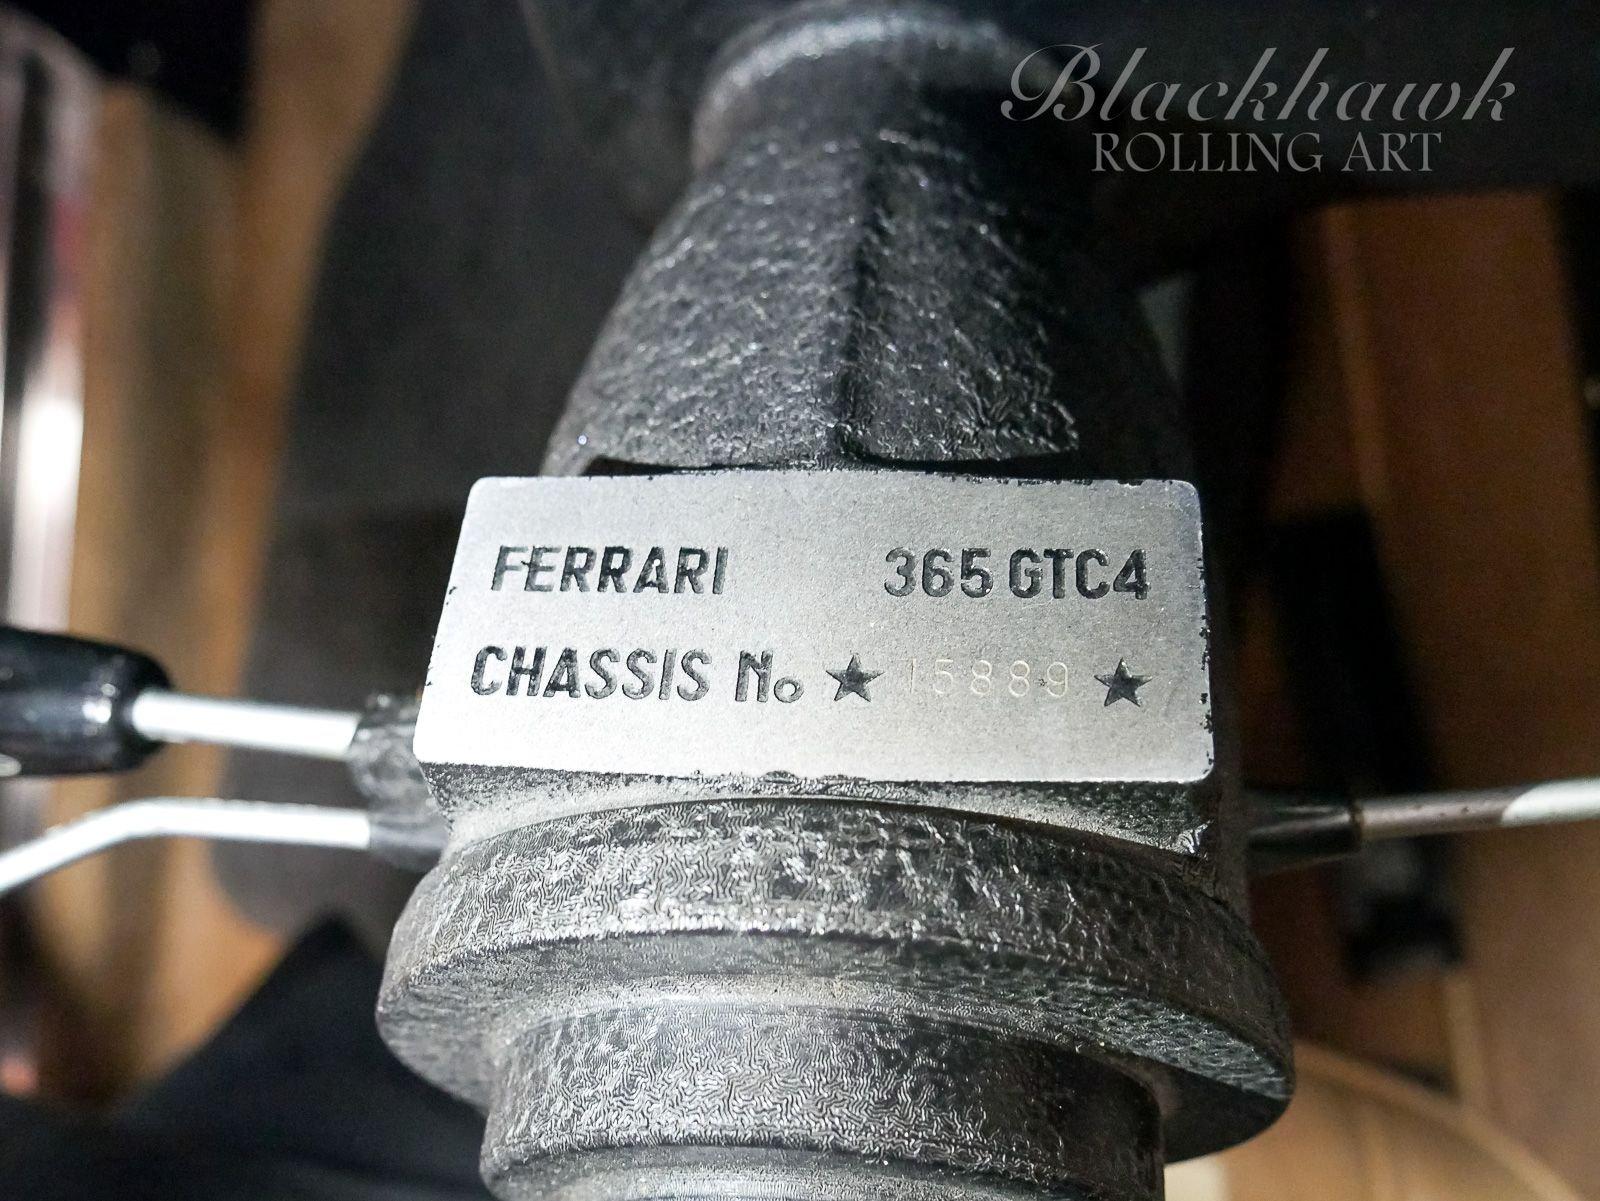 Blackhawk
ROLLING ART
FERRARI 365 GTC4
CHASSIS No ★ 15889 ★